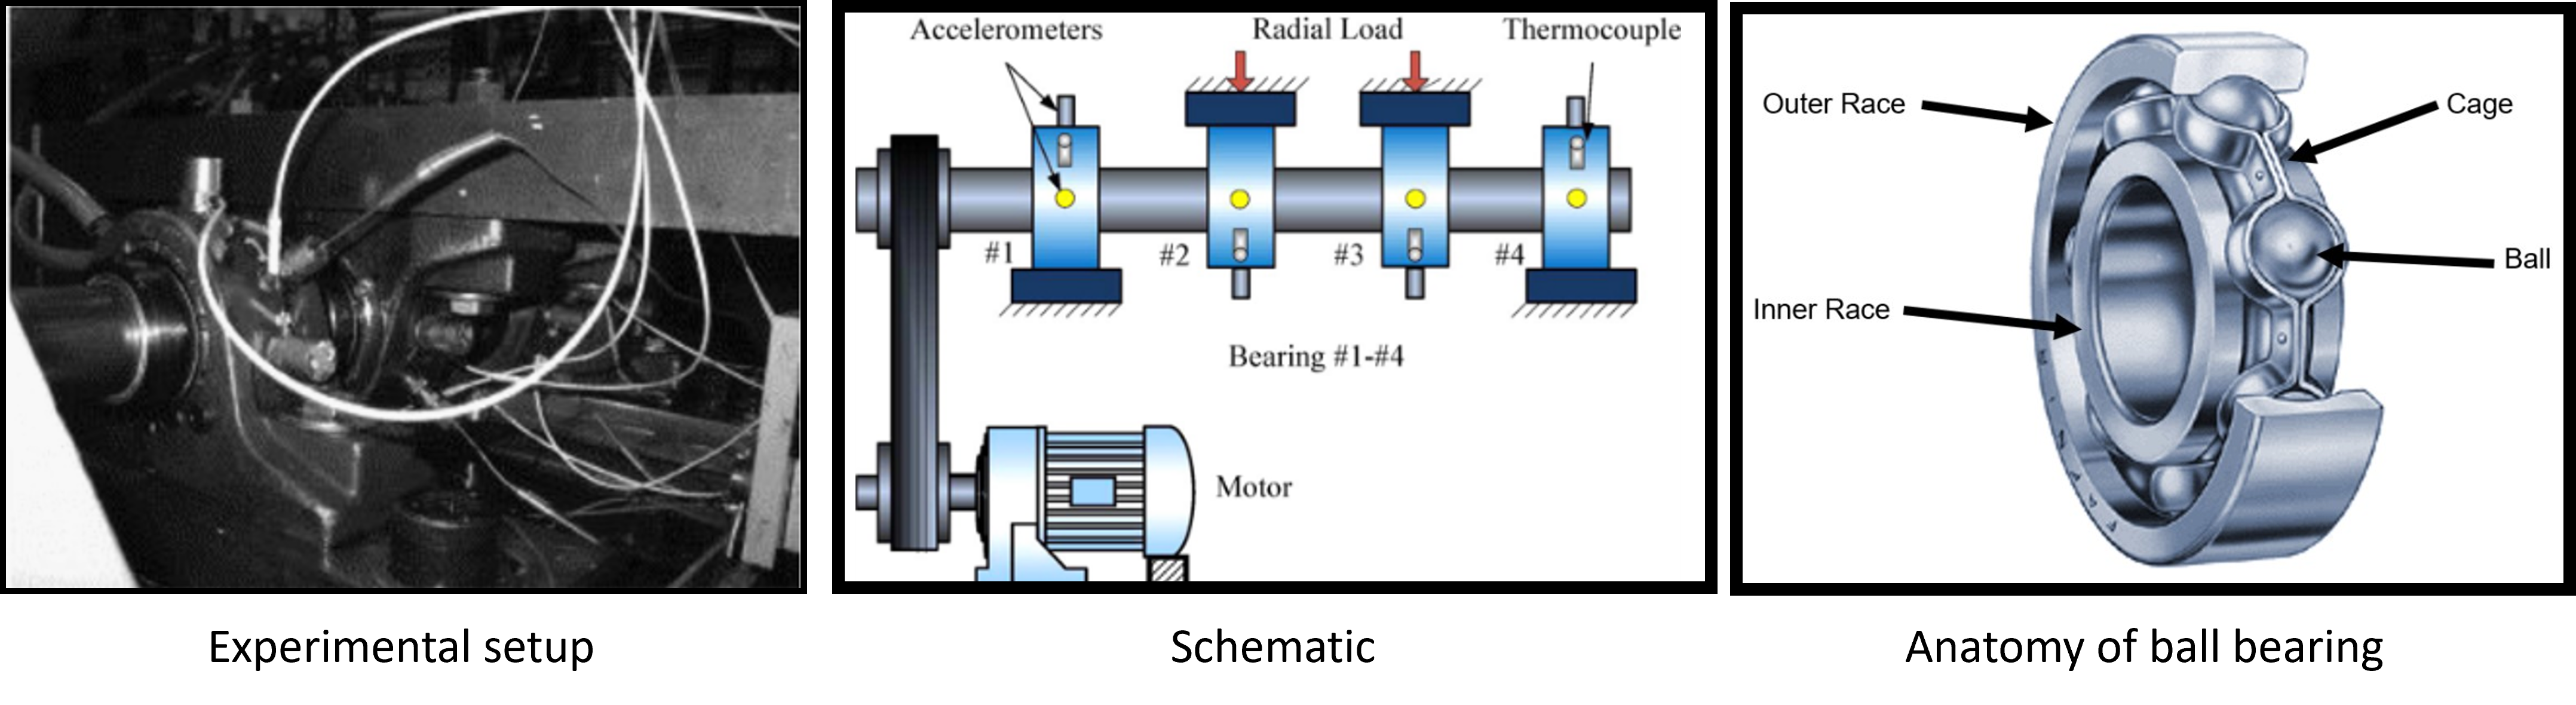 Accelerometers
Radial Load
Thermocouple
#1
#2
#3
#4
Bearing #1-#4
Motor
Outer Race
Cage
Ball
Inner Race
Experimental setup
Schematic
Anatomy of ball bearing